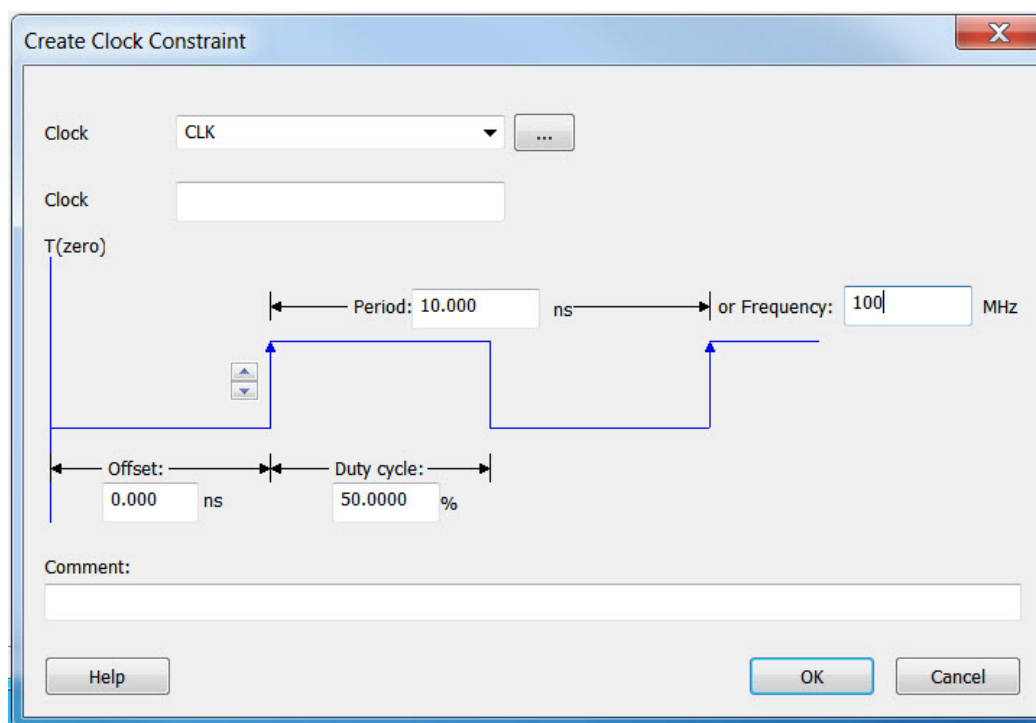 Create Clock Constraint
Clock CLK ...
Clock
T(zero)
Period: 10.000 ns or Frequency: 100 MHz
Offset: Duty cycle:
0.000 ns 50.0000 %
Comment:
Help OK Cancel